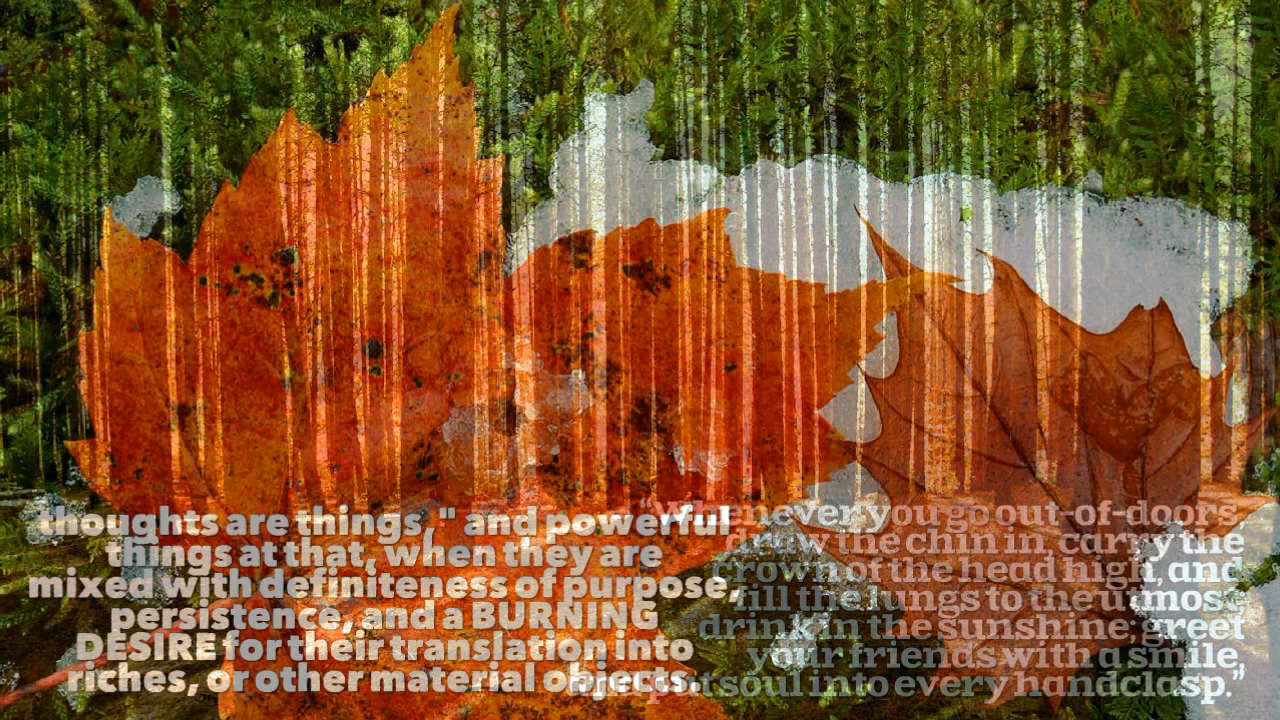 thoughts are things," and powerful
things at that, when they are
mixed with definiteness of purpose,
persistence, and a BURNING
DESIRE for their translation into
riches, or other material objects.
“Whenever you go out-of-doors,
draw the chin in, carry the
crown of the head high, and
fill the lungs to the utmost;
drink in the sunshine; greet
your friends with a smile,
soul into every handclasp.”